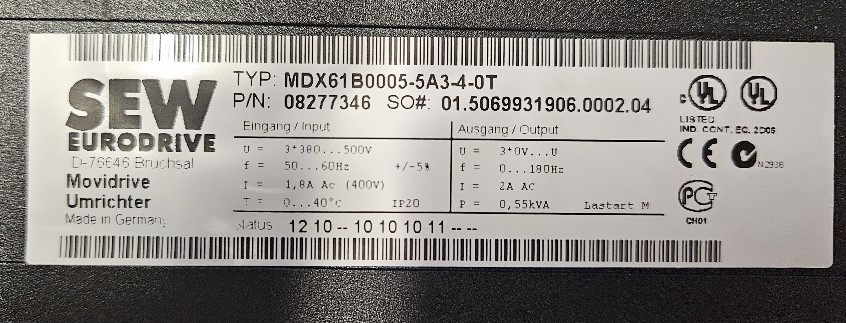 SEW
EURODRIVE
D-76646 Bruchsal
Movidrive
Umrichter
Made in Germany
TYP: MDX61B0005-5A3-4-0T
P/N: 08277346 SO#: 01.5069931906.0002.04
Eingang / Input
U = 3*380...500V
f = 50...60Hz +/-5%
I = 1,8A AC (400V)
T = 0...40°C IP20
Ausgang / Output
U = 3*0V...U
f = 0...180Hz
I = 2A AC
P = 0,55kVA Lastart M
Status 12 10 -- 10 10 10 11 -- --
c UL UL
LISTED
IND. CONT. EQ. 2D06
CE N2936
PCT
CH01